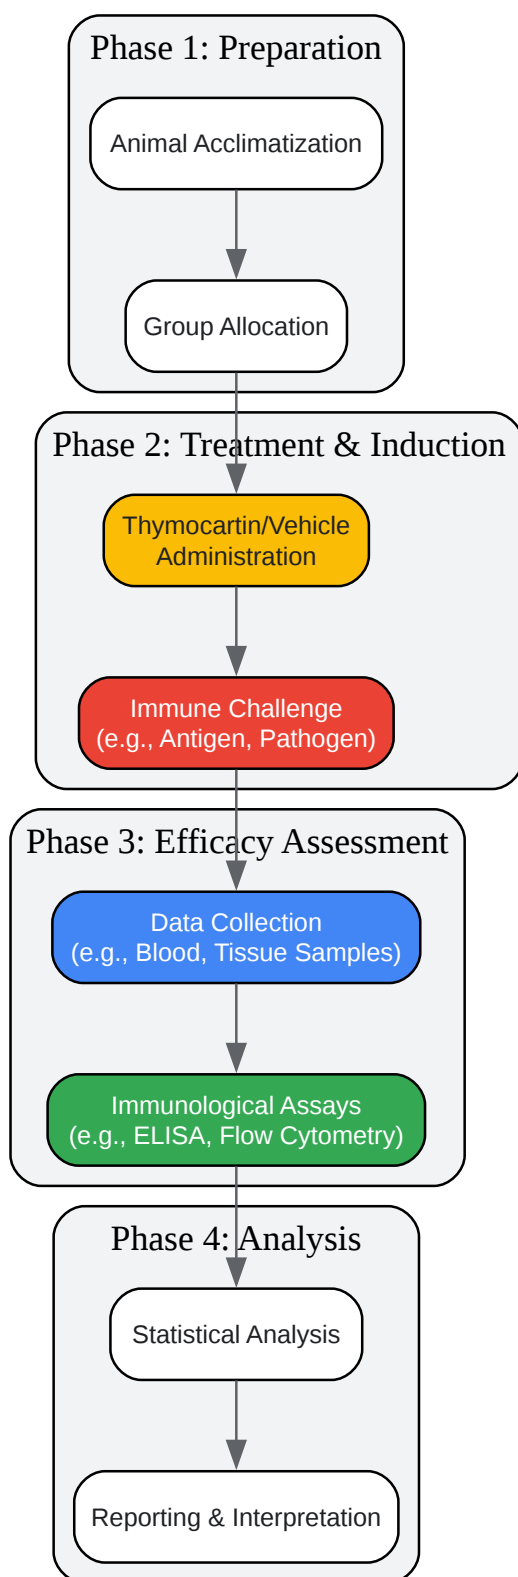 Phase 1: Preparation
Animal Acclimatization
Group Allocation
Phase 2: Treatment & Induction
Thymocartin/Vehicle
Administration
Immune Challenge
(e.g., Antigen, Pathogen)
Phase 3: Efficacy Assessment
Data Collection
(e.g., Blood, Tissue Samples)
Immunological Assays
(e.g., ELISA, Flow Cytometry)
Phase 4: Analysis
Statistical Analysis
Reporting & Interpretation